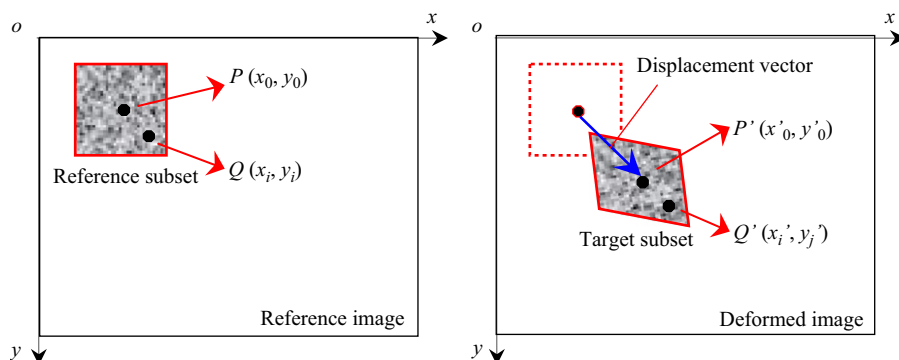 o
x
P (x₀, y₀)
Q (xᵢ, yᵢ)
Reference subset
Reference image
y
o
x
Displacement vector
P’ (x’₀, y’₀)
Q’ (xᵢ’, yⱼ’)
Target subset
Deformed image
y